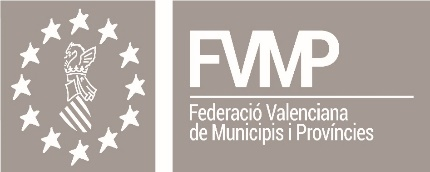 FVMP
Federació Valenciana
de Municipis i Províncies